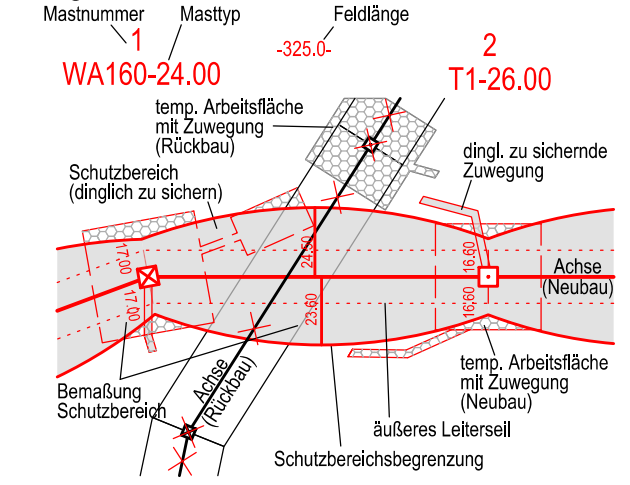 Mastnummer Masttyp Feldlänge
1 -325.0- 2
WA160-24.00 T1-26.00
temp. Arbeitsfläche
mit Zuwegung
(Rückbau)
dingl. zu sichernde
Zuwegung
Schutzbereich
(dinglich zu sichern)
17.00
17.00
24.50
23.60
16.60
16.60
Achse
(Neubau)
Achse
(Rückbau)
Bemaßung
Schutzbereich
temp. Arbeitsfläche
mit Zuwegung
(Neubau)
äußeres Leiterseil
Schutzbereichsbegrenzung